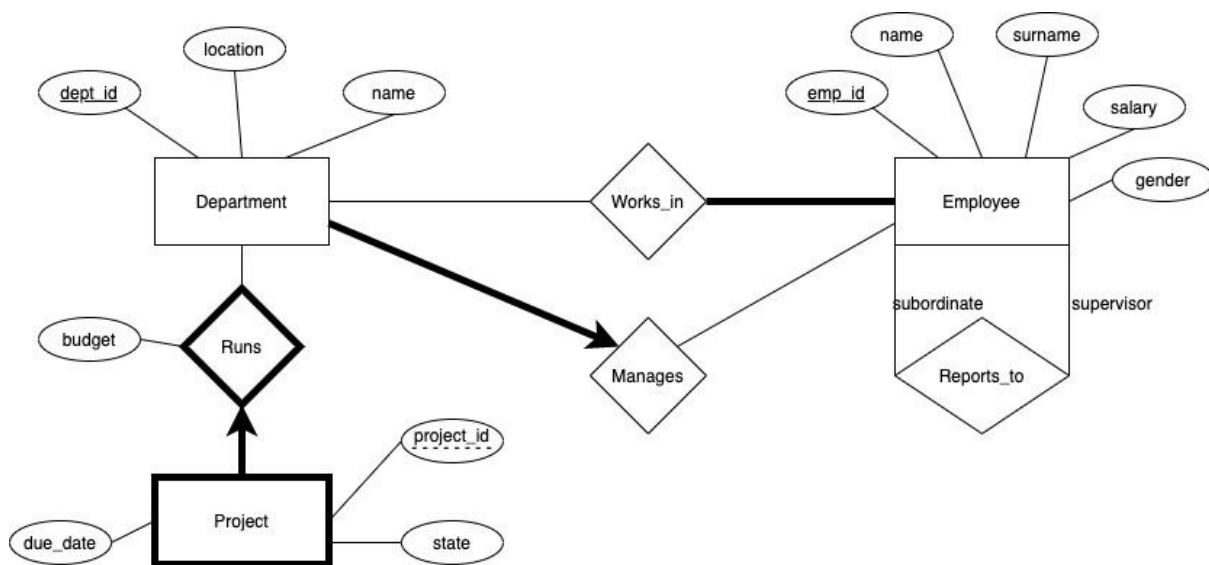 location
dept_id
name
name
surname
emp_id
salary
gender
Department
Works_in
Employee
subordinate
supervisor
budget
Runs
Manages
Reports_to
project_id
Project
due_date
state